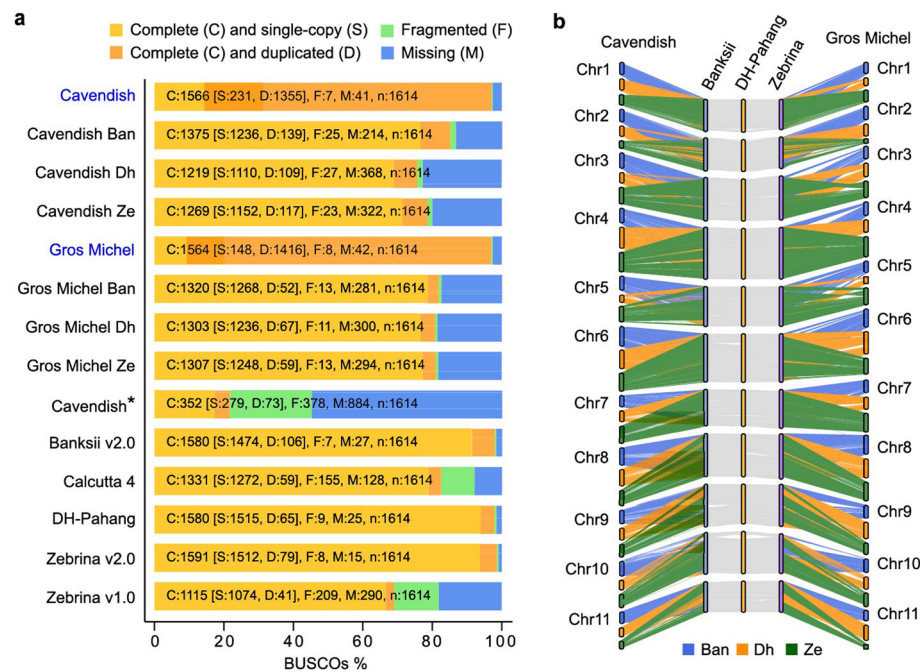 a
Complete (C) and single-copy (S)
Fragmented (F)
Complete (C) and duplicated (D)
Missing (M)
Cavendish
C:1566 [S:231, D:1355], F:7, M:41, n:1614
Cavendish Ban
C:1375 [S:1236, D:139], F:25, M:214, n:1614
Cavendish Dh
C:1219 [S:1110, D:109], F:27, M:368, n:1614
Cavendish Ze
C:1269 [S:1152, D:117], F:23, M:322, n:1614
Gros Michel
C:1564 [S:148, D:1416], F:8, M:42, n:1614
Gros Michel Ban
C:1320 [S:1268, D:52], F:13, M:281, n:1614
Gros Michel Dh
C:1303 [S:1236, D:67], F:11, M:300, n:1614
Gros Michel Ze
C:1307 [S:1248, D:59], F:13, M:294, n:1614
Cavendish*
C:352 [S:279, D:73], F:378, M:884, n:1614
Banksii v2.0
C:1580 [S:1474, D:106], F:7, M:27, n:1614
Calcutta 4
C:1331 [S:1272, D:59], F:155, M:128, n:1614
DH-Pahang
C:1580 [S:1515, D:65], F:9, M:25, n:1614
Zebrina v2.0
C:1591 [S:1512, D:79], F:8, M:15, n:1614
Zebrina v1.0
C:1115 [S:1074, D:41], F:209, M:290, n:1614
0 20 40 60 80 100
BUSCOs %
b
Cavendish
Banksii
DH-Pahang
Zebrina
Gros Michel
Chr1
Chr2
Chr3
Chr4
Chr5
Chr6
Chr7
Chr8
Chr9
Chr10
Chr11
Chr1
Chr2
Chr3
Chr4
Chr5
Chr6
Chr7
Chr8
Chr9
Chr10
Chr11
Ban Dh Ze